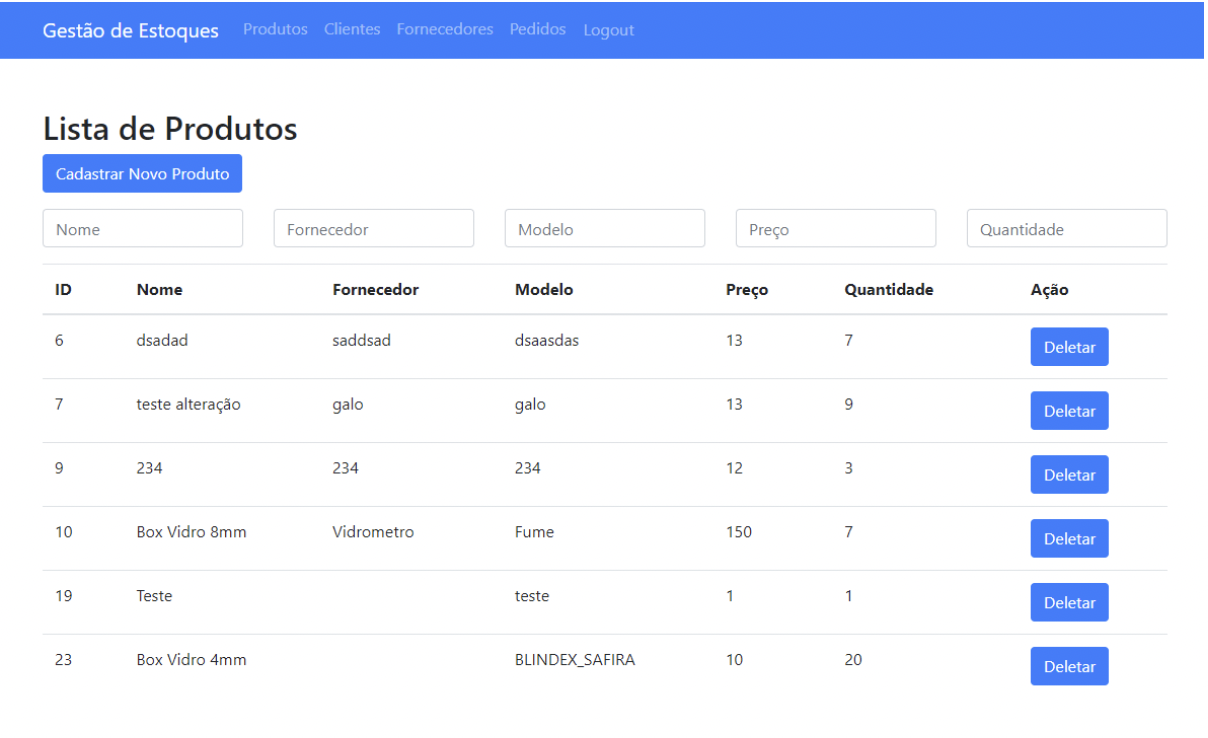 Gestão de Estoques Produtos Clientes Fornecedores Pedidos Logout
Lista de Produtos
Cadastrar Novo Produto
Nome Fornecedor Modelo Preço Quantidade
ID Nome Fornecedor Modelo Preço Quantidade Ação
6 dsadad saddsad dsaasdas 13 7 Deletar
7 teste alteração galo galo 13 9 Deletar
9 234 234 234 12 3 Deletar
10 Box Vidro 8mm Vidrometro Fume 150 7 Deletar
19 Teste teste 1 1 Deletar
23 Box Vidro 4mm BLINDEX_SAFIRA 10 20 Deletar